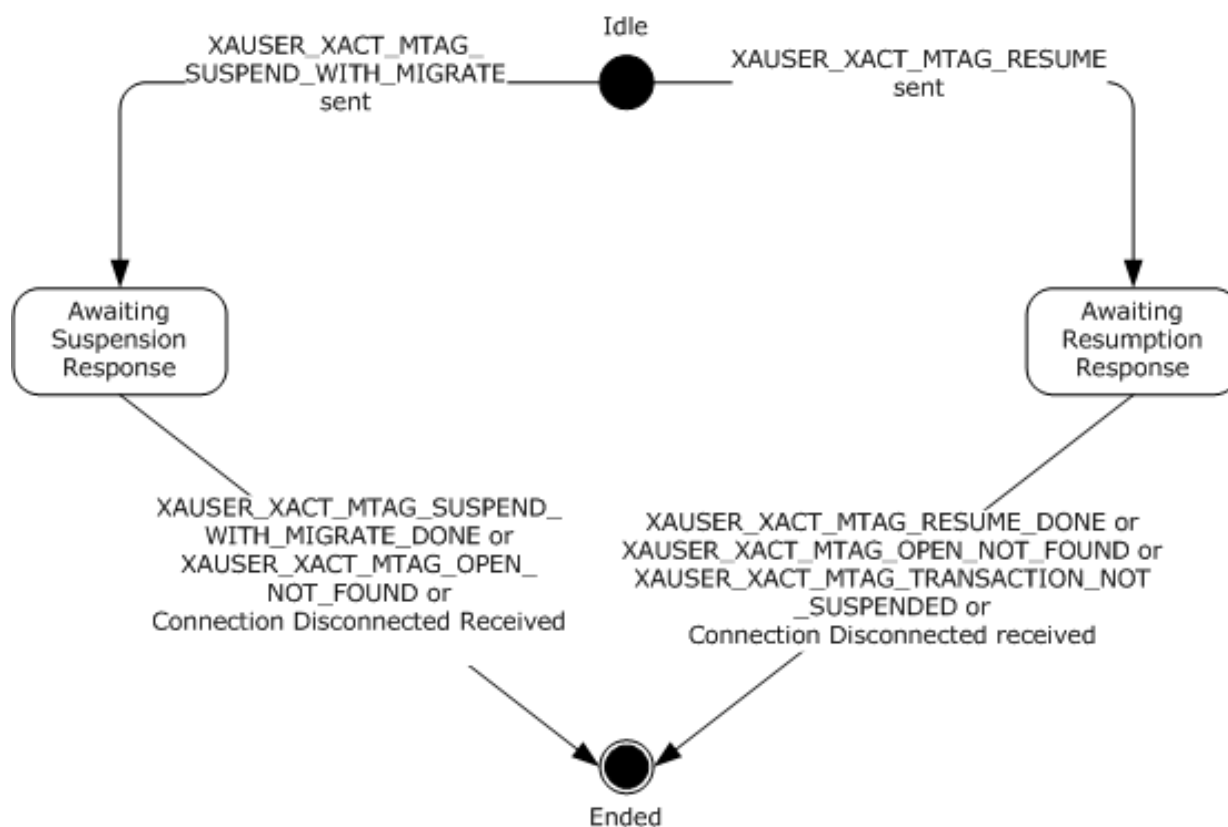 Idle
XAUSER_XACT_MTAG_
SUSPEND_WITH_MIGRATE
sent
XAUSER_XACT_MTAG_RESUME
sent
Awaiting
Suspension
Response
Awaiting
Resumption
Response
XAUSER_XACT_MTAG_SUSPEND_
WITH_MIGRATE_DONE or
XAUSER_XACT_MTAG_OPEN_
NOT_FOUND or
Connection Disconnected Received
XAUSER_XACT_MTAG_RESUME_DONE or
XAUSER_XACT_MTAG_OPEN_NOT_FOUND or
XAUSER_XACT_MTAG_TRANSACTION_NOT
_SUSPENDED or
Connection Disconnected received
Ended